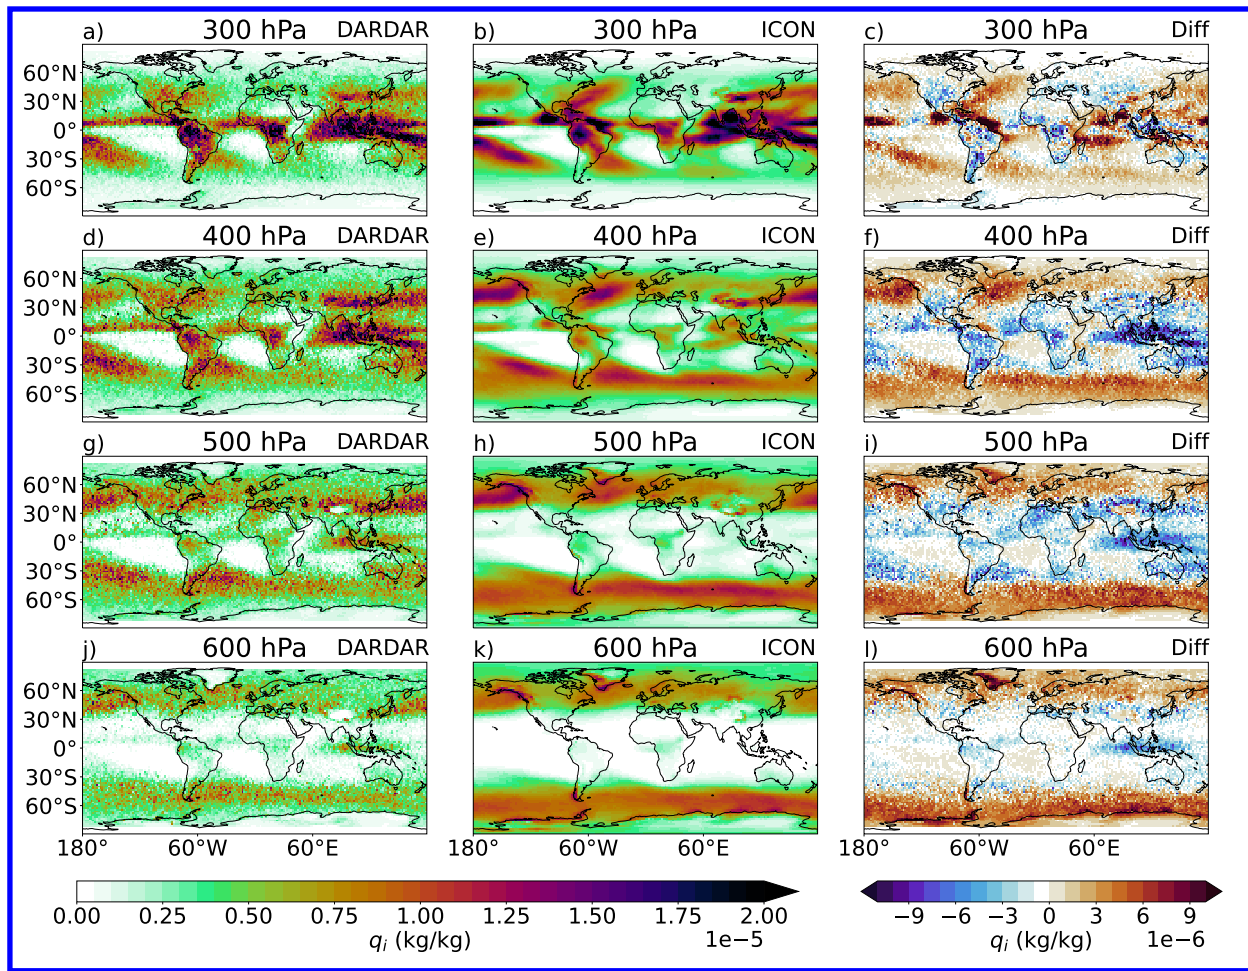 a) 300 hPa DARDAR
b) 300 hPa ICON
c) 300 hPa Diff
60°N
30°N
0°
30°S
60°S
d) 400 hPa DARDAR
e) 400 hPa ICON
f) 400 hPa Diff
60°N
30°N
0°
30°S
60°S
g) 500 hPa DARDAR
h) 500 hPa ICON
i) 500 hPa Diff
60°N
30°N
0°
30°S
60°S
j) 600 hPa DARDAR
k) 600 hPa ICON
l) 600 hPa Diff
60°N
30°N
0°
30°S
60°S
180° 60°W 60°E
180° 60°W 60°E
180° 60°W 60°E
0.00 0.25 0.50 0.75 1.00 1.25 1.50 1.75 2.00
q_i (kg/kg) 1e−5
−9 −6 −3 0 3 6 9
q_i (kg/kg) 1e−6